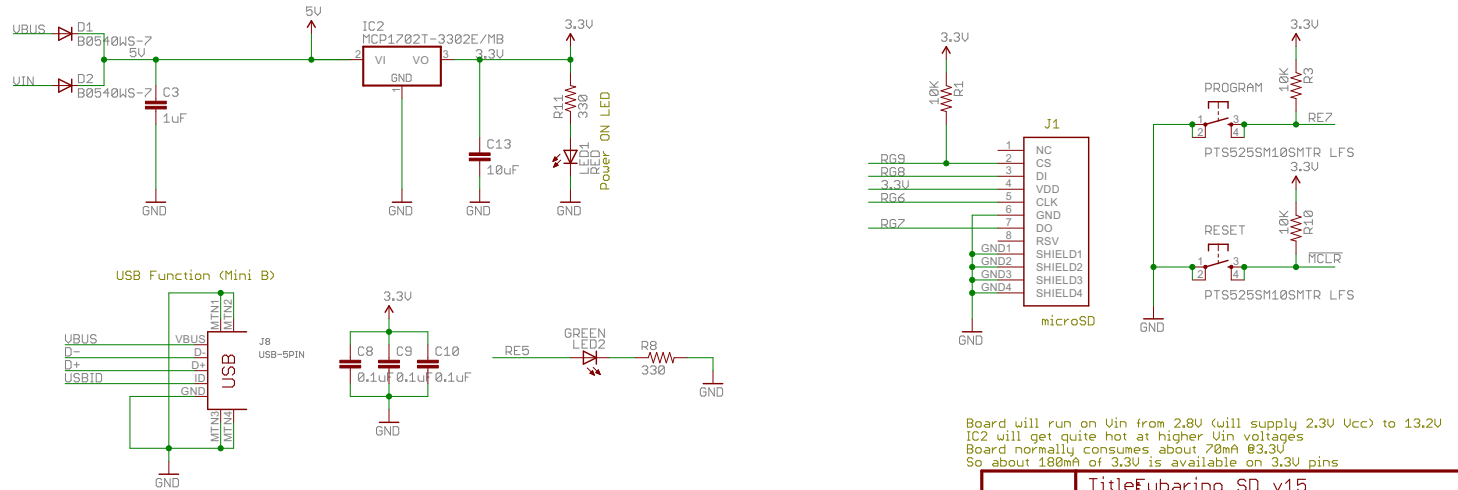 VBUS
D1
B0540WS-7
5V
VIN
D2
B0540WS-7
C3
1uF
GND
5V
IC2
MCP1702T-3302E/MB
2
VI
VO
3
GND
1
GND
3.3V
C13
10uF
GND
3.3V
R11
330
LED1
RED
Power ON LED
GND
3.3V
10K
R1
J1
RG9
RG8
3.3V
RG6
RG7
1
NC
2
CS
3
DI
4
VDD
5
CLK
6
GND
7
DO
8
RSV
GND1
SHIELD1
GND2
SHIELD2
GND3
SHIELD3
GND4
SHIELD4
microSD
GND
3.3V
10K
R3
PROGRAM
1
2
3
4
RE7
PTS525SM10SMTR LFS
3.3V
10K
R10
RESET
1
2
3
4
MCLR
PTS525SM10SMTR LFS
GND
USB Function (Mini B)
MTN1
MTN2
VBUS
VBUS
D-
D-
D+
D+
USBID
ID
GND
USB
J8
USB-5PIN
MTN3
MTN4
GND
3.3V
C8
C9
C10
0.1uF
0.1uF
0.1uF
GND
RE5
GREEN
LED2
R8
330
GND
Board will run on Vin from 2.8V (will supply 2.3V Vcc) to 13.2V
IC2 will get quite hot at higher Vin voltages
Board normally consumes about 70mA @3.3V
So about 180mA of 3.3V is available on 3.3V pins
Title Fubarino SD v15